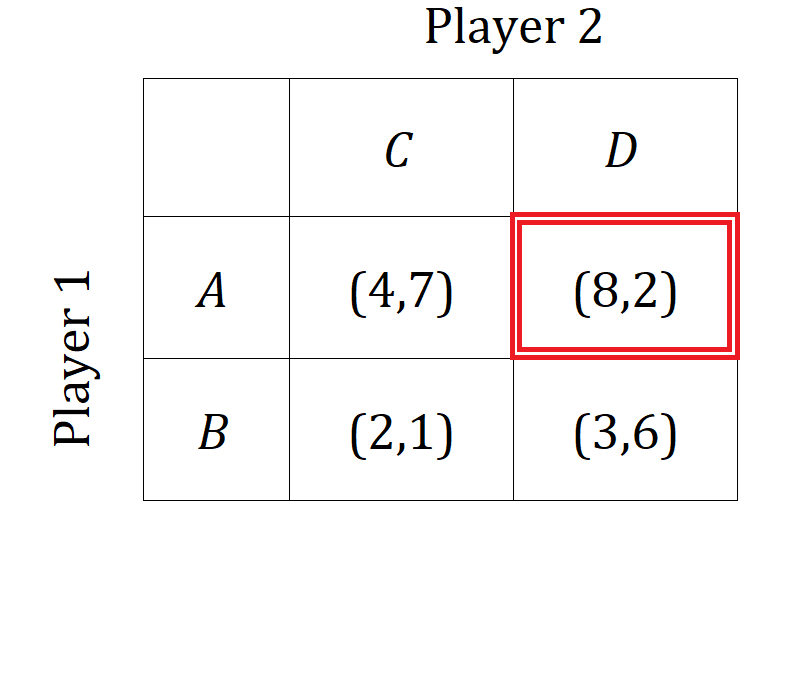 Player 2
C D
Player 1
A (4,7) (8,2)
B (2,1) (3,6)